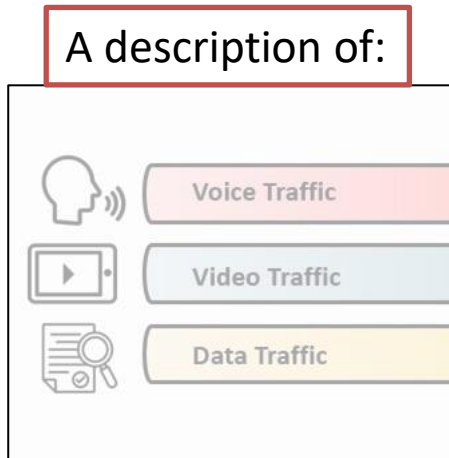 A description of:
Voice Traffic
Video Traffic
Data Traffic